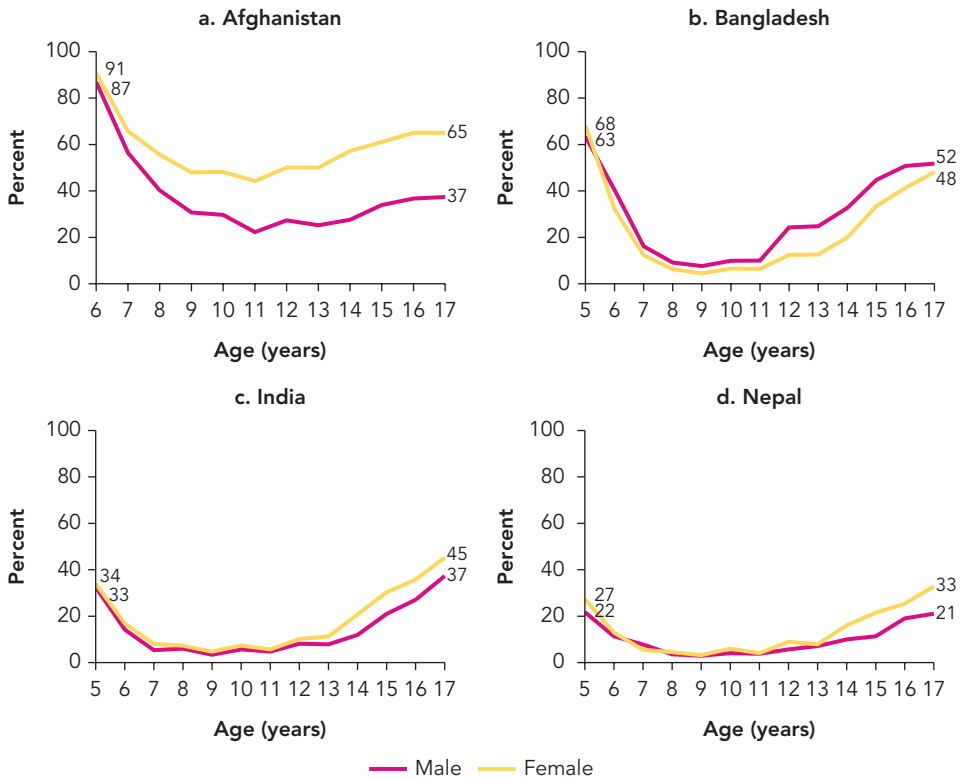 a. Afghanistan
Percent
100
80
60
40
20
0
91
87
65
37
6 7 8 9 10 11 12 13 14 15 16 17
Age (years)
b. Bangladesh
Percent
100
80
60
40
20
0
68
63
52
48
5 6 7 8 9 10 11 12 13 14 15 16 17
Age (years)
c. India
Percent
100
80
60
40
20
0
34
33
45
37
5 6 7 8 9 10 11 12 13 14 15 16 17
Age (years)
d. Nepal
Percent
100
80
60
40
20
0
27
22
33
21
5 6 7 8 9 10 11 12 13 14 15 16 17
Age (years)
Male Female